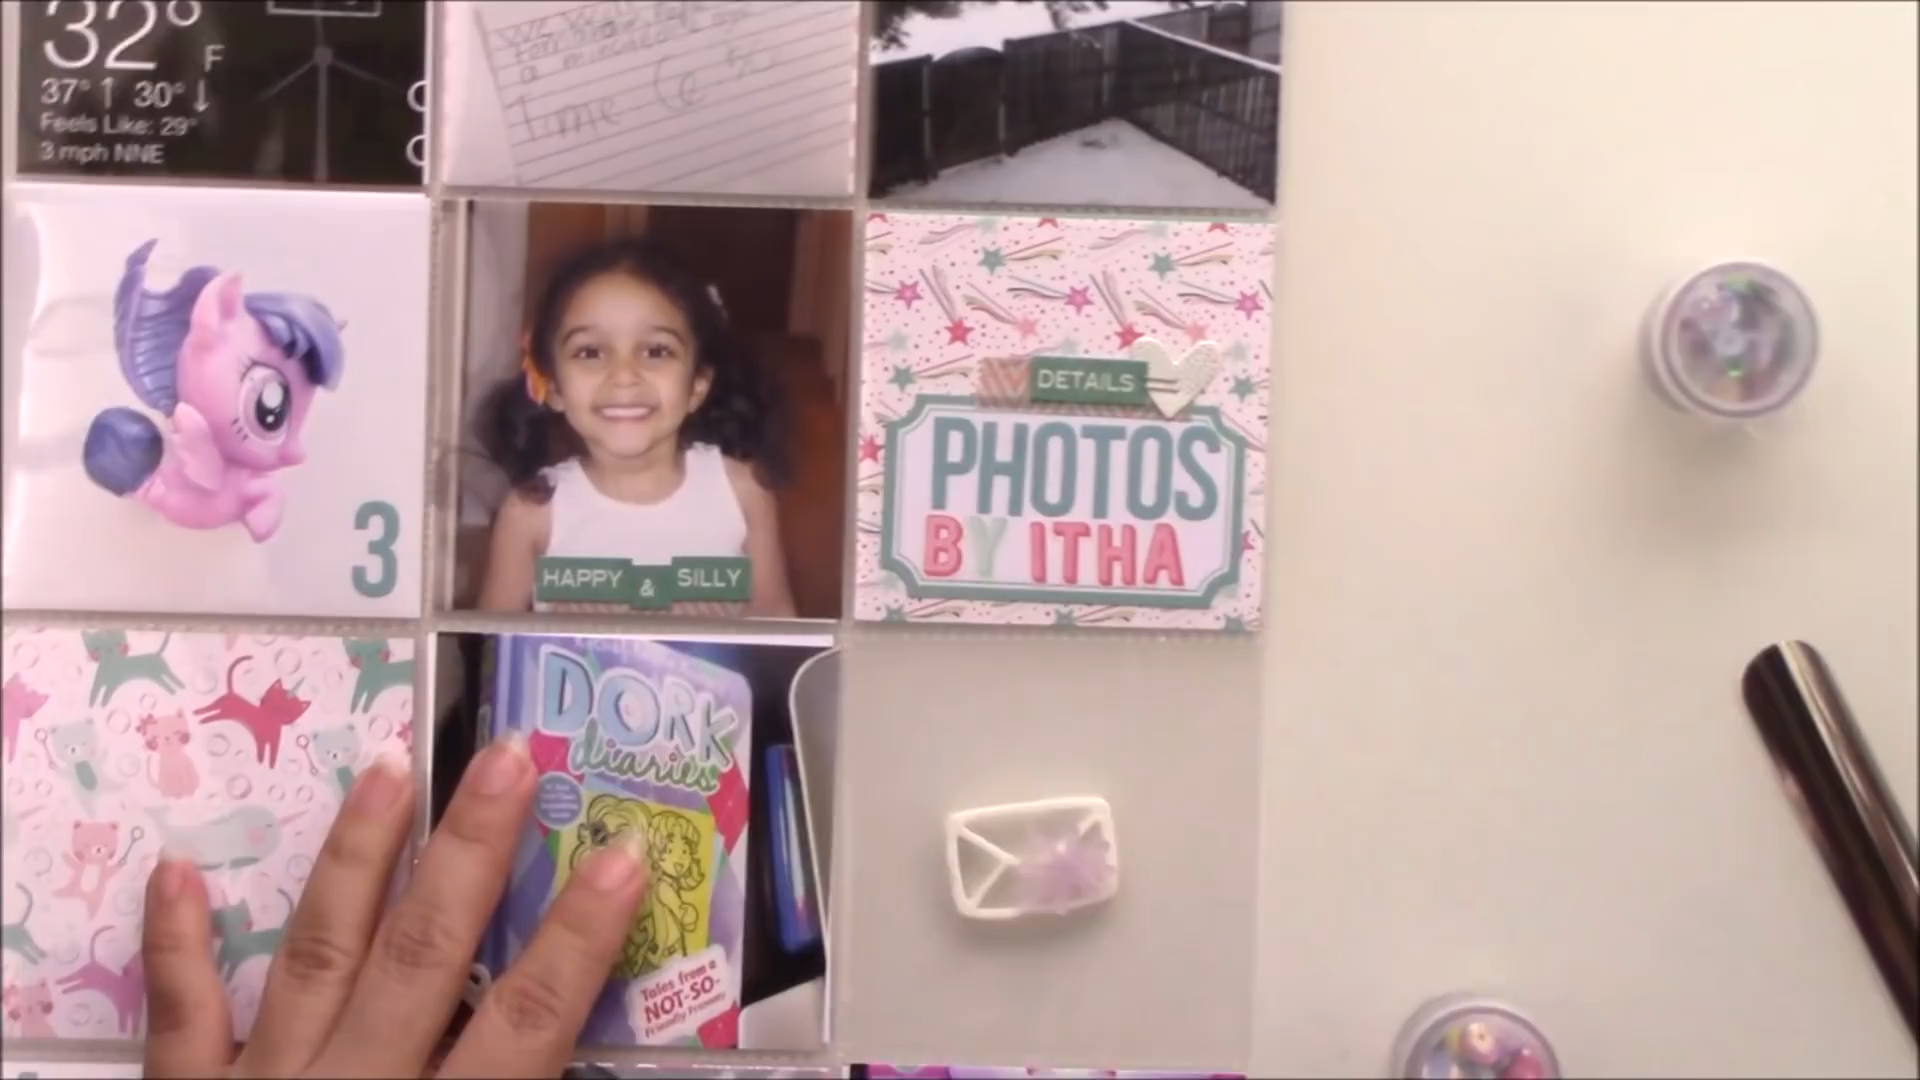 32°
F
37° ↑ 30° ↓
Feels Like: 29°
3 mph NNE
a
Time
3
HAPPY & SILLY
DETAILS
PHOTOS
BY ITHA
DORK
diaries
Tales from a
NOT-SO-
Friendly Frenemy